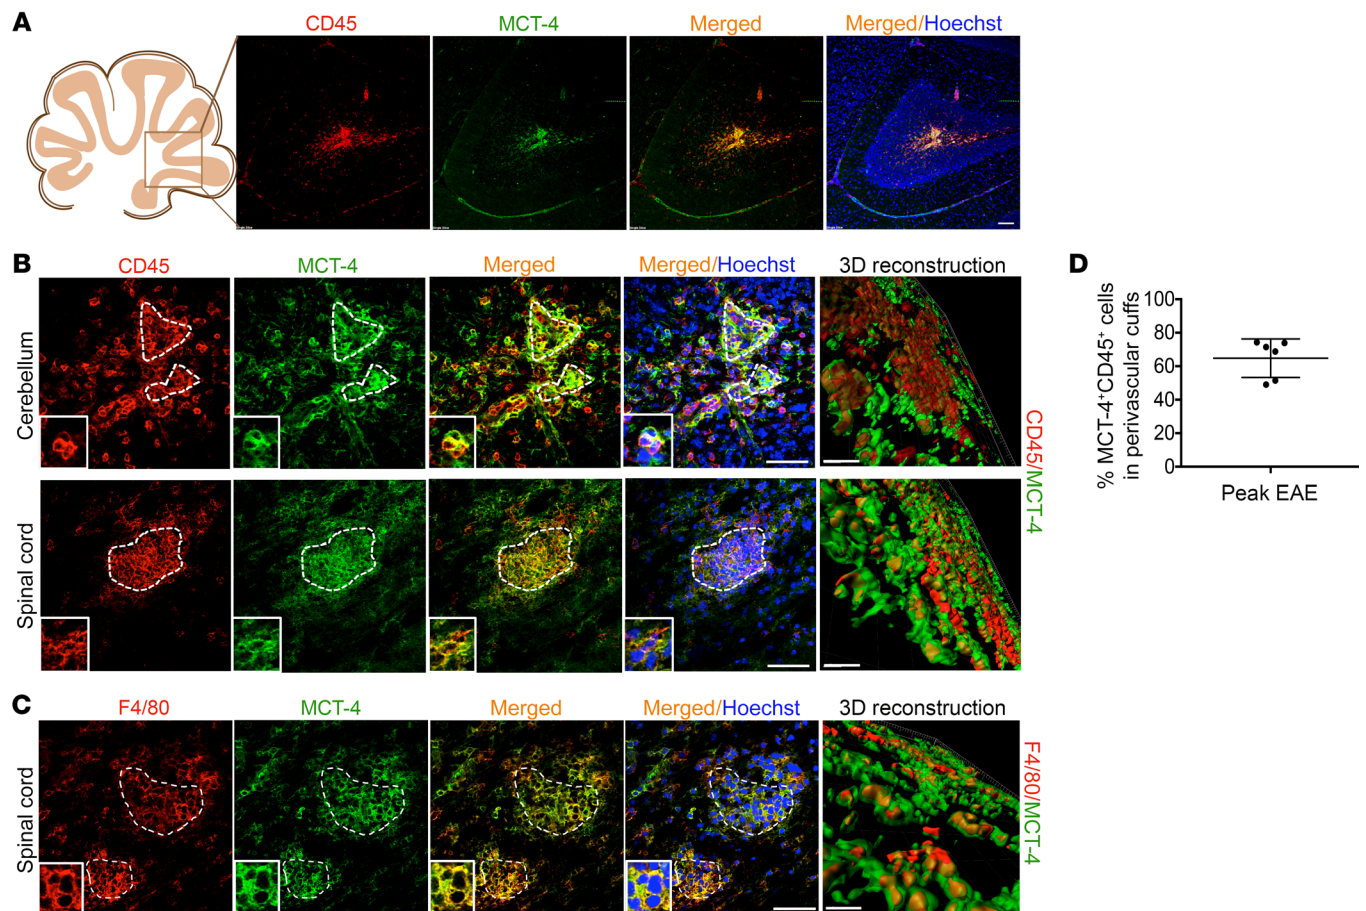 A
CD45
MCT-4
Merged
Merged/Hoechst
B
CD45
MCT-4
Merged
Merged/Hoechst
3D reconstruction
Cerebellum
Spinal cord
CD45/MCT-4
C
F4/80
MCT-4
Merged
Merged/Hoechst
3D reconstruction
Spinal cord
F4/80/MCT-4
D
% MCT-4⁺CD45⁺ cells
in perivascular cuffs
100
80
60
40
20
0
Peak EAE